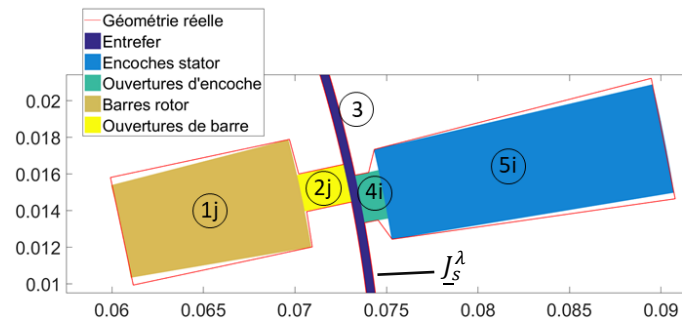 Géométrie réelle
Entrefer
Encoches stator
Ouvertures d'encoche
Barres rotor
Ouvertures de barre
0.02
0.018
0.016
0.014
0.012
0.01
3
5i
4i
2j
1j
J_s^λ
0.06 0.065 0.07 0.075 0.08 0.085 0.09